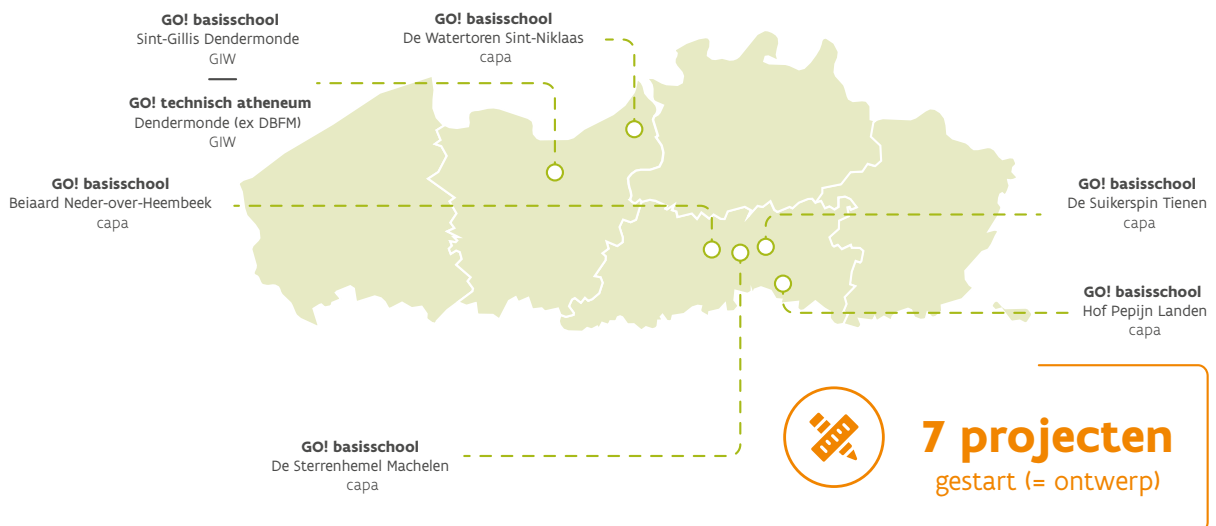 GO! basisschool
Sint-Gillis Dendermonde
GIW
GO! technisch atheneum
Dendermonde (ex DBFM)
GIW
GO! basisschool
De Watertoren Sint-Niklaas
capa
GO! basisschool
Beiaard Neder-over-Heembeek
capa
GO! basisschool
De Suikerspin Tienen
capa
GO! basisschool
Hof Pepijn Landen
capa
GO! basisschool
De Sterrenhemel Machelen
capa
7 projecten
gestart (= ontwerp)